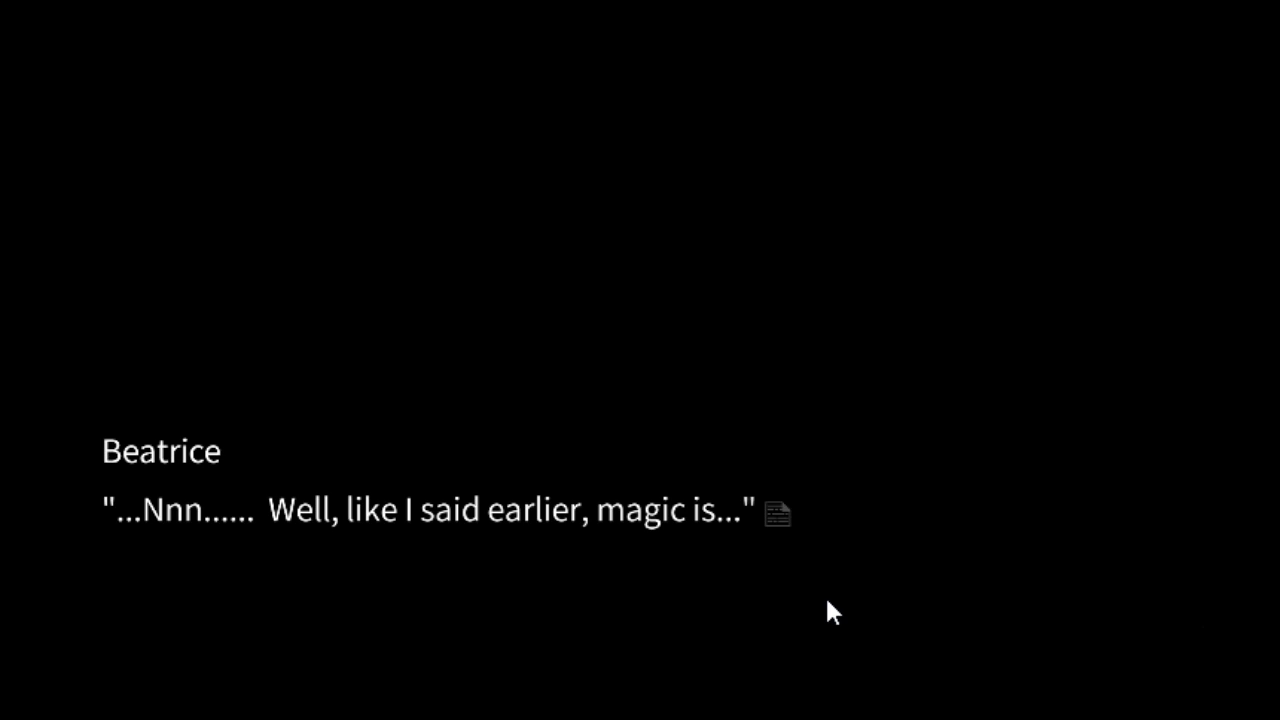 Beatrice
"...Nnn...... Well, like I said earlier, magic is..."